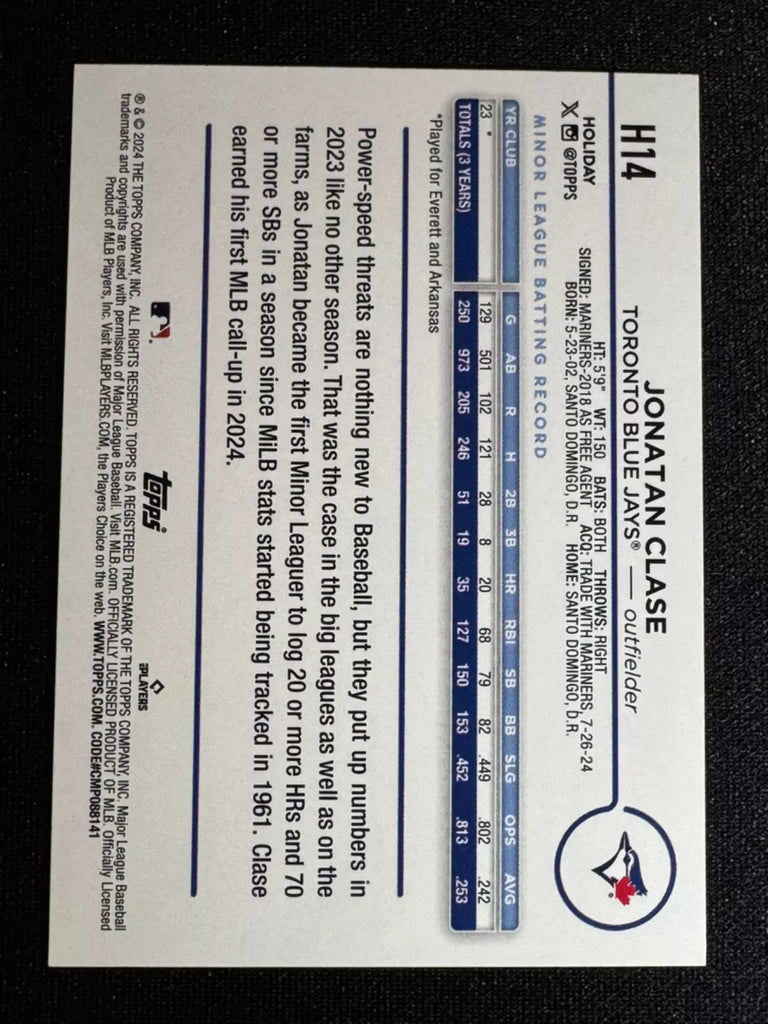 H14
JONATAN CLASE
TORONTO BLUE JAYS® — outfielder
HOLIDAY
@TOPPS
HT: 5'9" WT: 150 BATS: BOTH THROWS: RIGHT
SIGNED: MARINERS-2018 AS FREE AGENT ACQ: TRADE WITH MARINERS, 7-26-24
BORN: 5-23-02, SANTO DOMINGO, D.R. HOME: SANTO DOMINGO, D.R.
MINOR LEAGUE BATTING RECORD
YR CLUB G AB R H 2B 3B HR RBI SB BB SLG OPS AVG
23 * 129 501 102 121 28 8 20 68 79 82 .449 .802 .242
TOTALS (3 YEARS) 250 973 205 246 51 19 35 127 150 153 .452 .813 .253
*Played for Everett and Arkansas
Power-speed threats are nothing new to Baseball, but they put up numbers in
2023 like no other season. That was the case in the big leagues as well as on the
farms, as Jonatan became the first Minor Leaguer to log 20 or more HRs and 70
or more SBs in a season since MiLB stats started being tracked in 1961. Clase
earned his first MLB call-up in 2024.
topps
PLAYERS
® & © 2024 THE TOPPS COMPANY, INC. ALL RIGHTS RESERVED. TOPPS IS A REGISTERED TRADEMARK OF THE TOPPS COMPANY, INC. Major League Baseball
trademarks and copyrights are used with permission of Major League Baseball. Visit MLB.com. OFFICIALLY LICENSED PRODUCT OF MLB. Officially Licensed
Product of MLB Players, Inc. Visit MLBPLAYERS.COM, the Players Choice on the web. WWW.TOPPS.COM. CODE#CMP088141